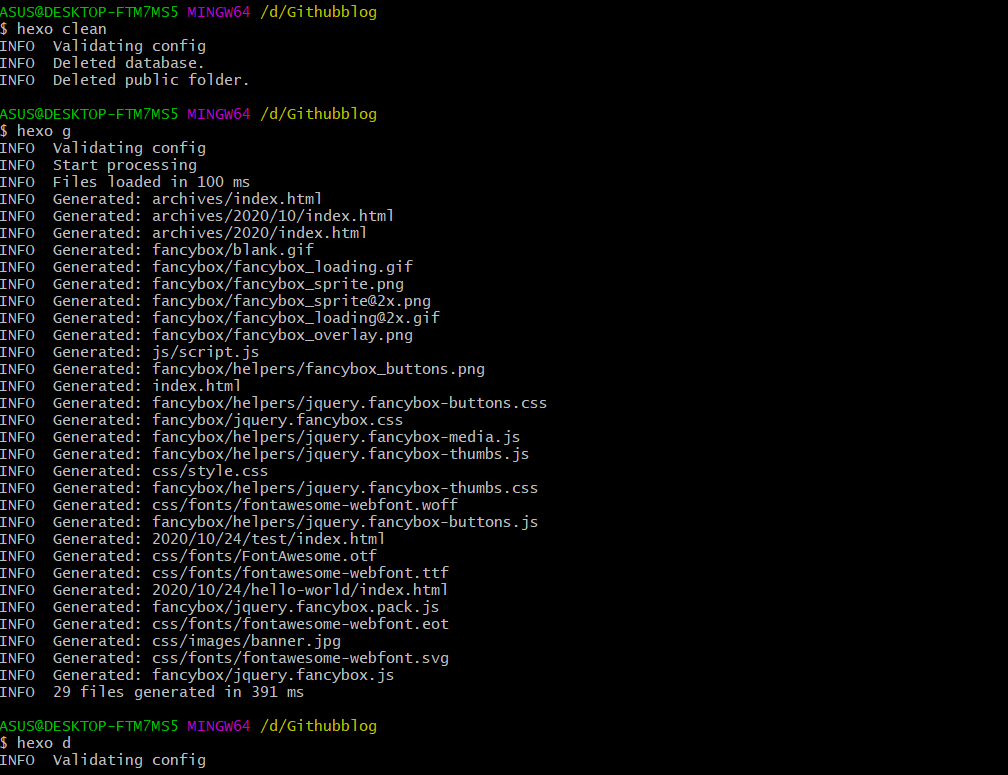 ASUS@DESKTOP-FTM7MS5 MINGW64 /d/Githubblog
$ hexo clean
INFO  Validating config
INFO  Deleted database.
INFO  Deleted public folder.

ASUS@DESKTOP-FTM7MS5 MINGW64 /d/Githubblog
$ hexo g
INFO  Validating config
INFO  Start processing
INFO  Files loaded in 100 ms
INFO  Generated: archives/index.html
INFO  Generated: archives/2020/10/index.html
INFO  Generated: archives/2020/index.html
INFO  Generated: fancybox/blank.gif
INFO  Generated: fancybox/fancybox_loading.gif
INFO  Generated: fancybox/fancybox_sprite.png
INFO  Generated: fancybox/fancybox_sprite@2x.png
INFO  Generated: fancybox/fancybox_loading@2x.gif
INFO  Generated: fancybox/fancybox_overlay.png
INFO  Generated: js/script.js
INFO  Generated: fancybox/helpers/fancybox_buttons.png
INFO  Generated: index.html
INFO  Generated: fancybox/helpers/jquery.fancybox-buttons.css
INFO  Generated: fancybox/jquery.fancybox.css
INFO  Generated: fancybox/helpers/jquery.fancybox-media.js
INFO  Generated: fancybox/helpers/jquery.fancybox-thumbs.js
INFO  Generated: css/style.css
INFO  Generated: fancybox/helpers/jquery.fancybox-thumbs.css
INFO  Generated: css/fonts/fontawesome-webfont.woff
INFO  Generated: fancybox/helpers/jquery.fancybox-buttons.js
INFO  Generated: 2020/10/24/test/index.html
INFO  Generated: css/fonts/FontAwesome.otf
INFO  Generated: css/fonts/fontawesome-webfont.ttf
INFO  Generated: 2020/10/24/hello-world/index.html
INFO  Generated: fancybox/jquery.fancybox.pack.js
INFO  Generated: css/fonts/fontawesome-webfont.eot
INFO  Generated: css/images/banner.jpg
INFO  Generated: css/fonts/fontawesome-webfont.svg
INFO  Generated: fancybox/jquery.fancybox.js
INFO  29 files generated in 391 ms

ASUS@DESKTOP-FTM7MS5 MINGW64 /d/Githubblog
$ hexo d
INFO  Validating config